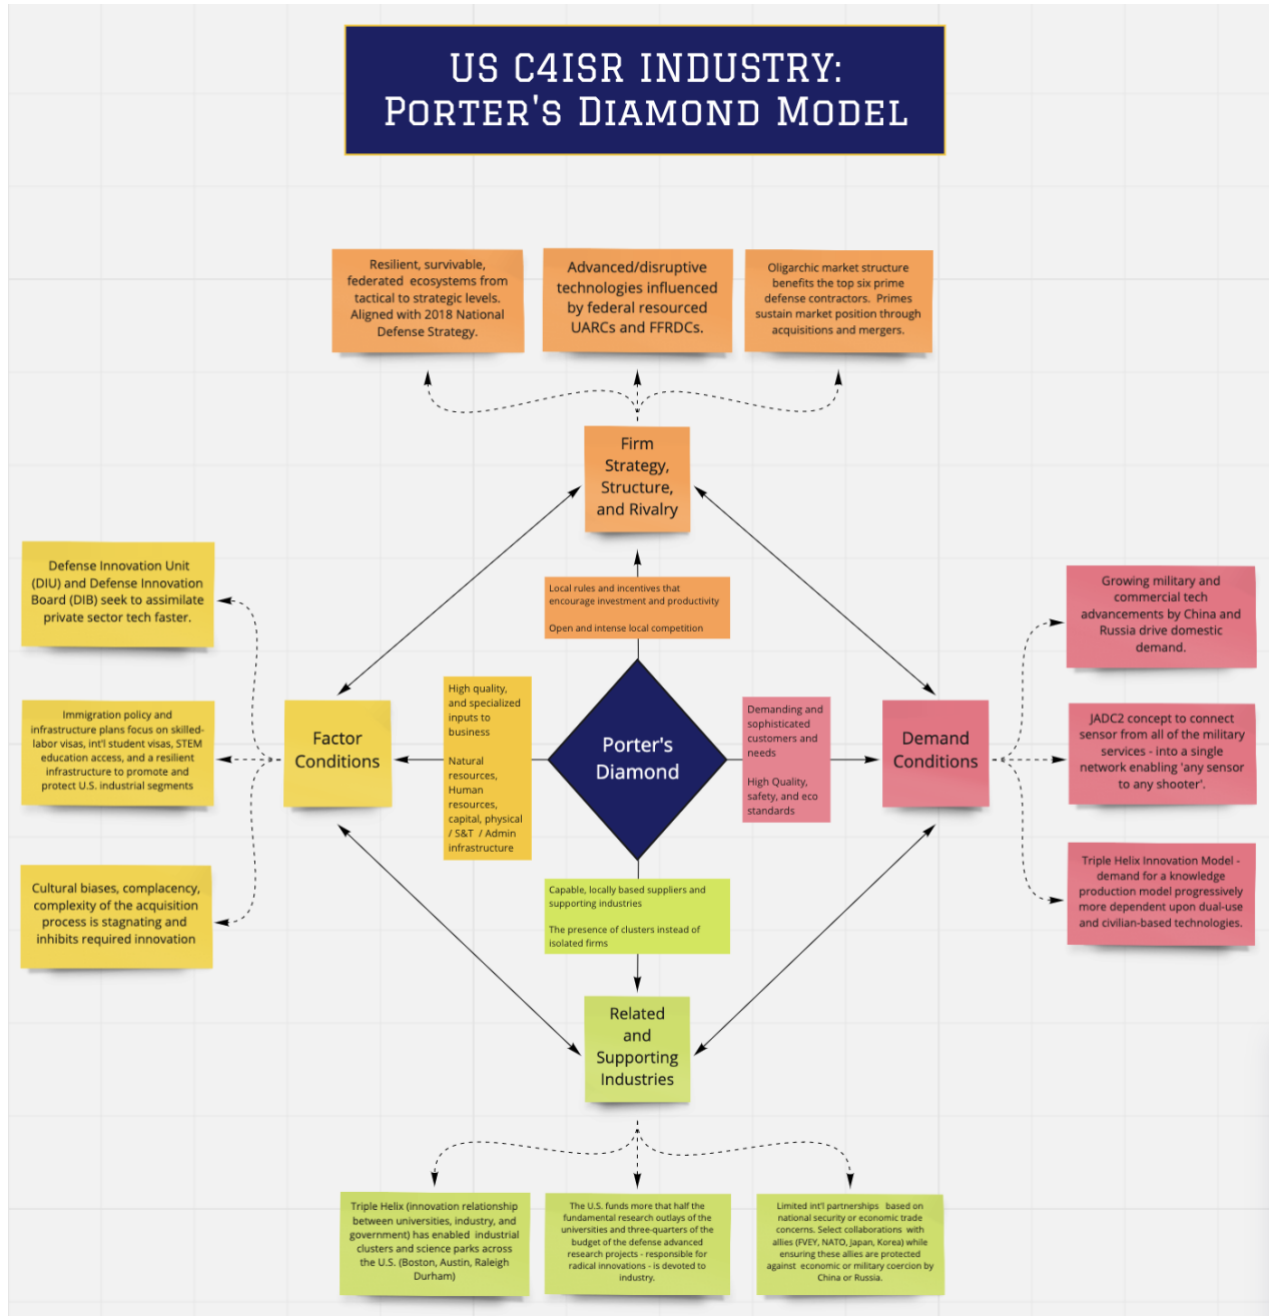 US C4ISR INDUSTRY:
PORTER'S DIAMOND MODEL
Resilient, survivable,
federated ecosystems from
tactical to strategic levels.
Aligned with 2018 National
Defense Strategy.
Advanced/disruptive
technologies influenced
by federal resourced
UARCs and FFRDCs.
Oligarchic market structure
benefits the top six prime
defense contractors. Primes
sustain market position through
acquisitions and mergers.
Firm
Strategy,
Structure,
and Rivalry
Local rules and incentives that
encourage investment and productivity
Open and intense local competition
Defense Innovation Unit
(DIU) and Defense Innovation
Board (DIB) seek to assimilate
private sector tech faster.
Immigration policy and
infrastructure plans focus on skilled-
labor visas, int'l student visas, STEM
education access, and a resilient
infrastructure to promote and
protect U.S. industrial segments
Cultural biases, complacency,
complexity of the acquisition
process is stagnating and
inhibits required innovation
Factor
Conditions
High quality,
and specialized
inputs to
business
Natural
resources,
Human
resources,
capital, physical
/ S&T / Admin
infrastructure
Porter's
Diamond
Demanding and
sophisticated
customers and
needs
High Quality,
safety, and eco
standards
Demand
Conditions
Growing military and
commercial tech
advancements by China and
Russia drive domestic
demand.
JADC2 concept to connect
sensor from all of the military
services - into a single
network enabling 'any sensor
to any shooter'.
Triple Helix Innovation Model -
demand for a knowledge
production model progressively
more dependent upon dual-use
and civilian-based technologies.
Capable, locally based suppliers and
supporting industries
The presence of clusters instead of
isolated firms
Related
and
Supporting
Industries
Triple Helix (innovation relationship
between universities, industry, and
government) has enabled industrial
clusters and science parks across
the U.S. (Boston, Austin, Raleigh
Durham)
The U.S. funds more that half the
fundamental research outlays of the
universities and three-quarters of the
budget of the defense advanced
research projects - responsible for
radical innovations - is devoted to
industry.
Limited int'l partnerships based on
national security or economic trade
concerns. Select collaborations with
allies (FVEY, NATO, Japan, Korea) while
ensuring these allies are protected
against economic or military coercion by
China or Russia.